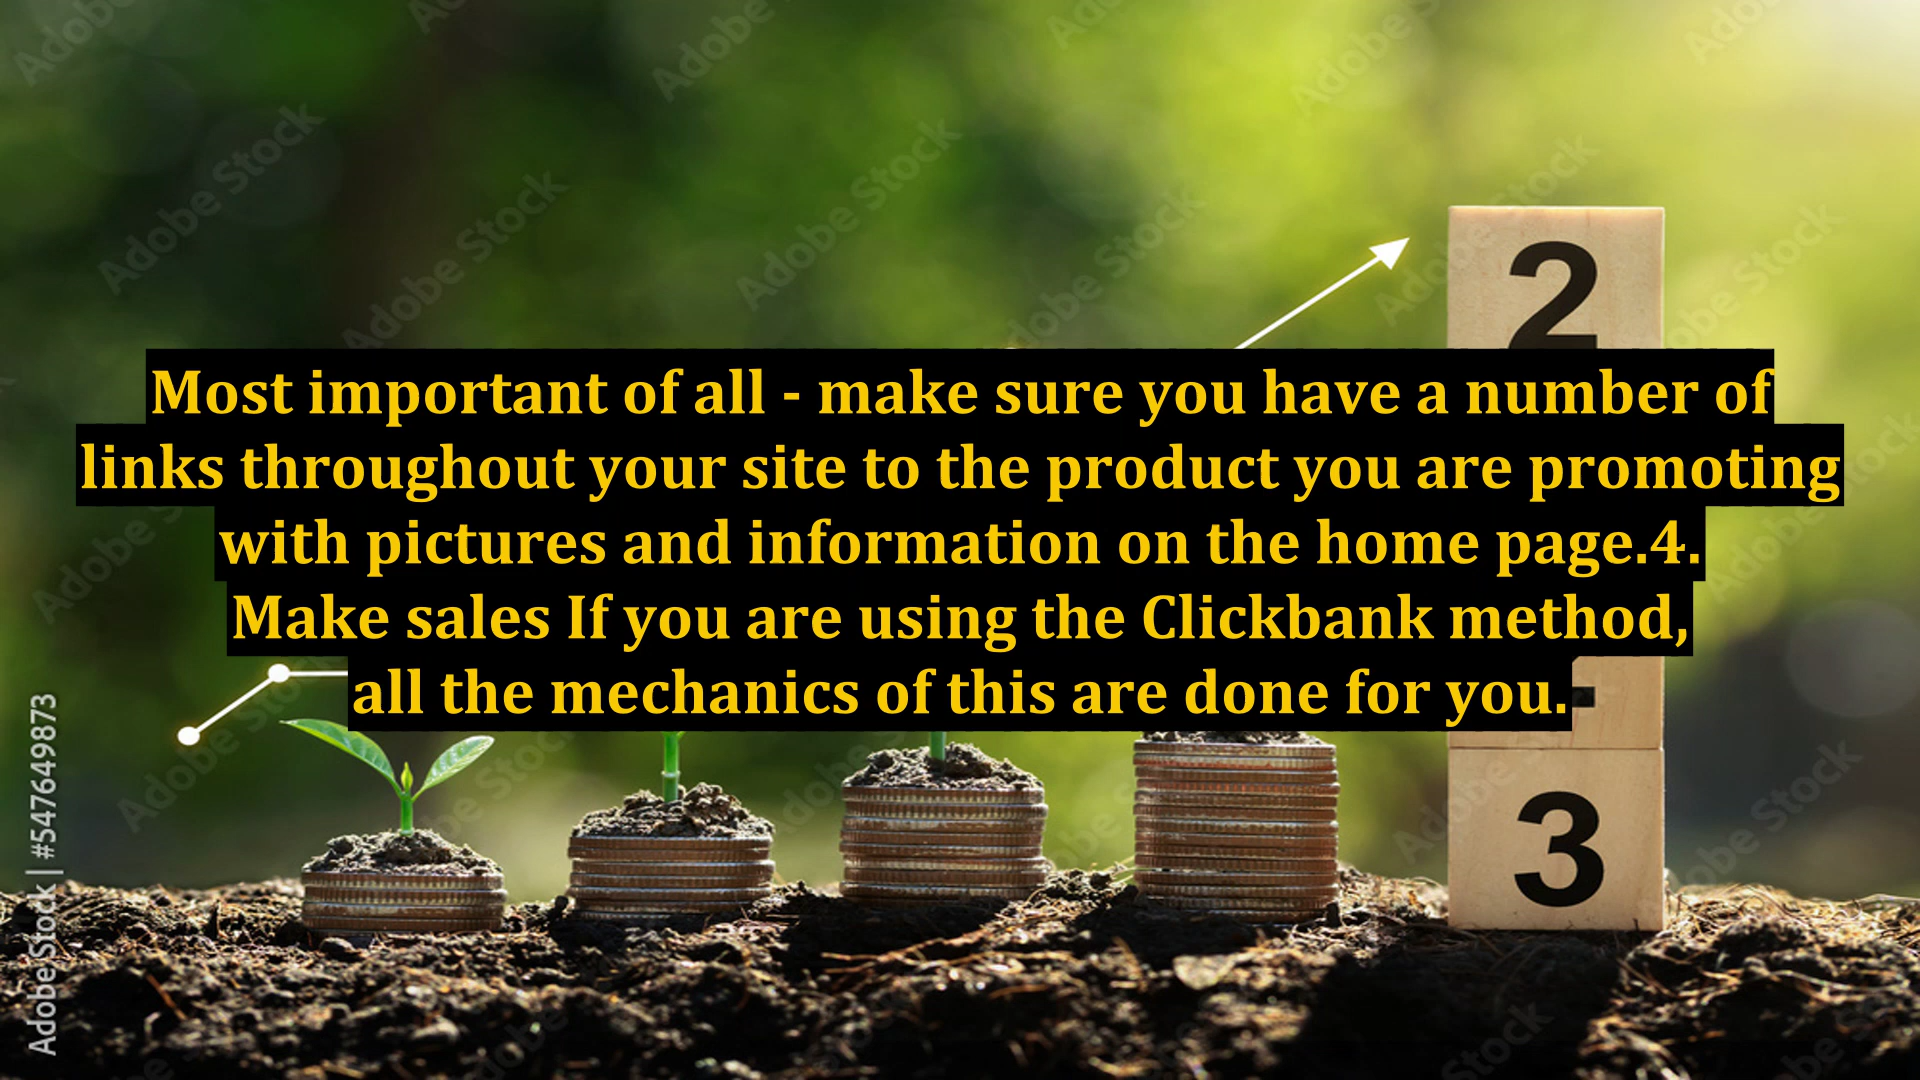 2
Most important of all - make sure you have a number of
links throughout your site to the product you are promoting
with pictures and information on the home page.4.
Make sales If you are using the Clickbank method,
all the mechanics of this are done for you.
-
3
Adobe Stock | #547649873
Adobe Stock